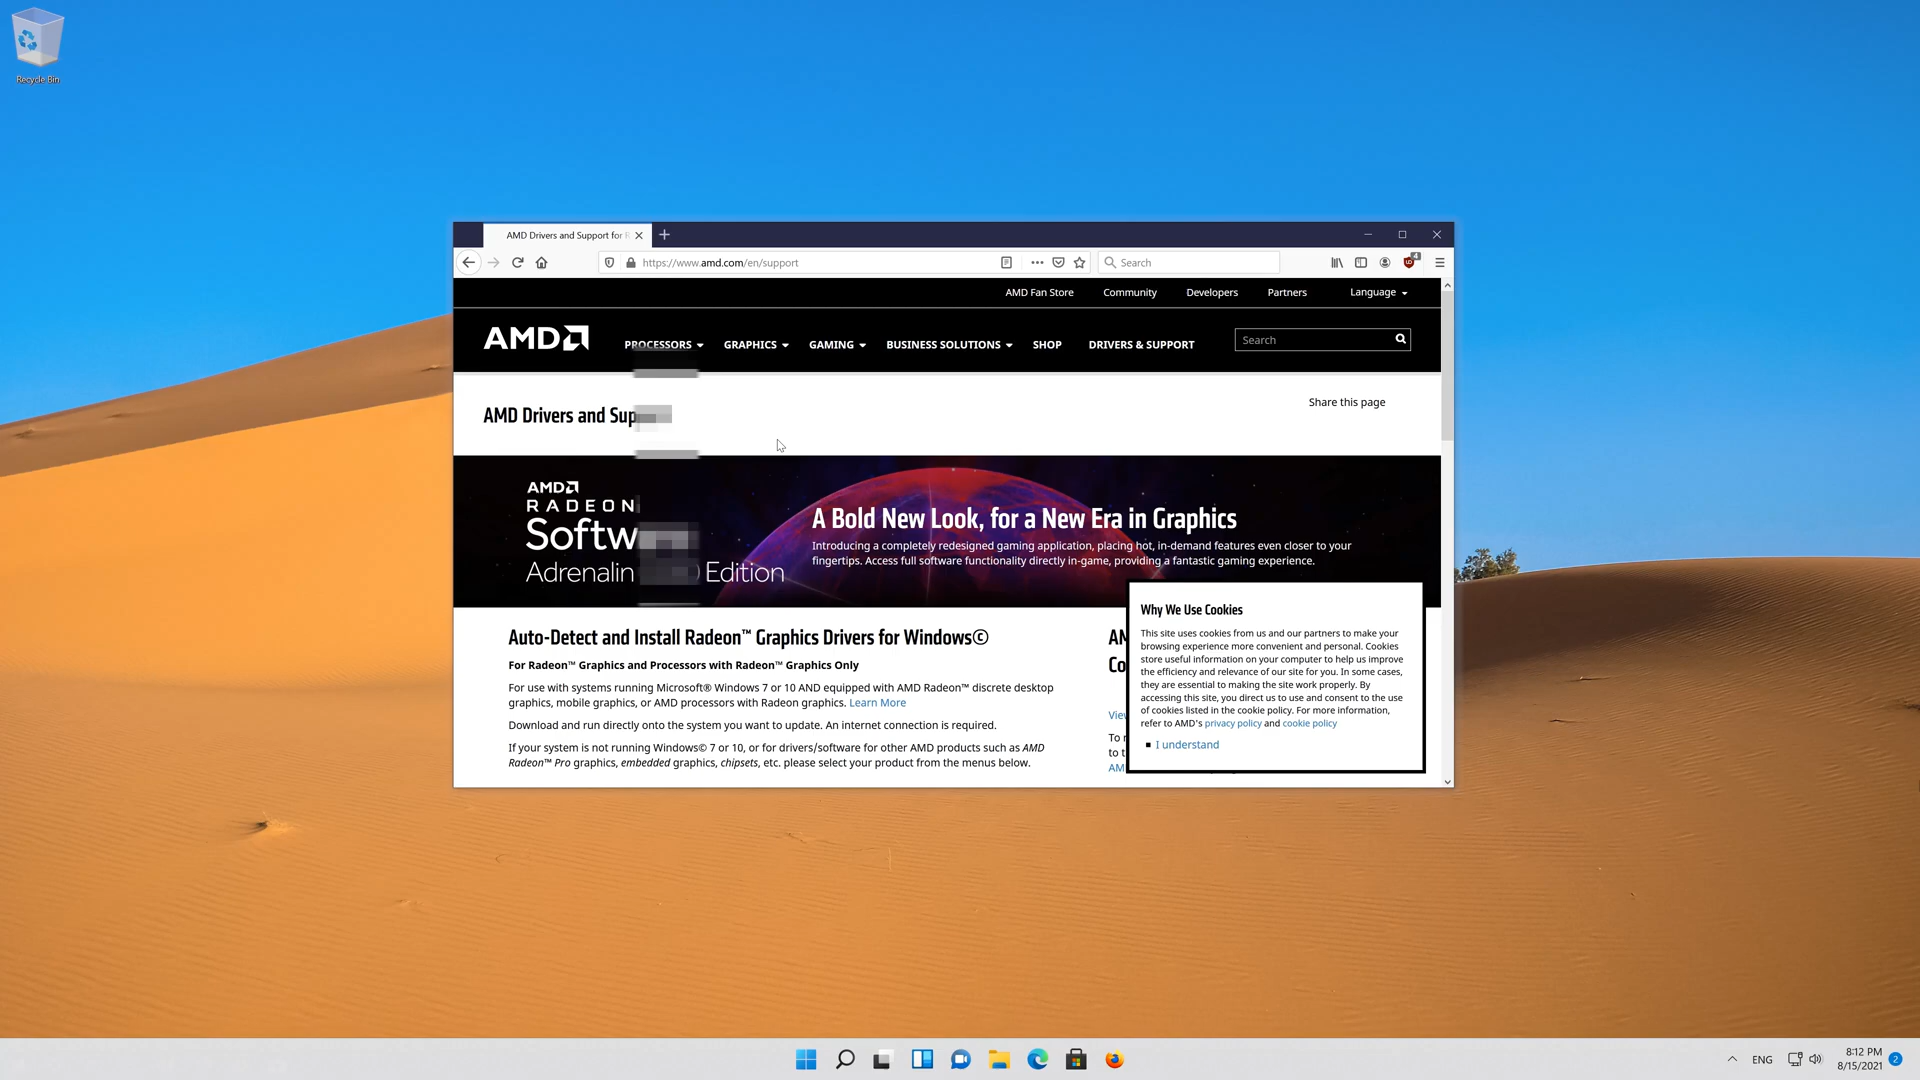 Recycle Bin
AMD Drivers and Support for R
https://www.amd.com/en/support
Search
4
AMD Fan Store Community Developers Partners Language
AMD
PROCESSORS GRAPHICS GAMING BUSINESS SOLUTIONS SHOP DRIVERS & SUPPORT
Search
AMD Drivers and Sup
Share this page
AMD
RADEON
Softw
Adrenalin Edition
A Bold New Look, for a New Era in Graphics
Introducing a completely redesigned gaming application, placing hot, in-demand features even closer to your
fingertips. Access full software functionality directly in-game, providing a fantastic gaming experience.
Auto-Detect and Install Radeon™ Graphics Drivers for Windows©
For Radeon™ Graphics and Processors with Radeon™ Graphics Only
For use with systems running Microsoft® Windows 7 or 10 AND equipped with AMD Radeon™ discrete desktop
graphics, mobile graphics, or AMD processors with Radeon graphics. Learn More
Download and run directly onto the system you want to update. An internet connection is required.
If your system is not running Windows© 7 or 10, or for drivers/software for other AMD products such as AMD
Radeon™ Pro graphics, embedded graphics, chipsets, etc. please select your product from the menus below.
Why We Use Cookies
This site uses cookies from us and our partners to make your
browsing experience more convenient and personal. Cookies
store useful information on your computer to help us improve
the efficiency and relevance of our site for you. In some cases,
they are essential to making the site work properly. By
accessing this site, you direct us to use and consent to the use
of cookies listed in the cookie policy. For more information,
refer to AMD's privacy policy and cookie policy
I understand
ENG
8:12 PM
8/15/2021
2